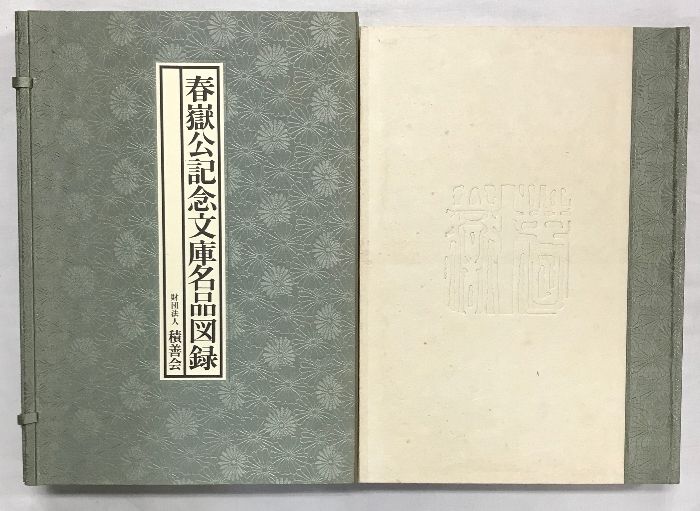 春嶽公記念文庫名品図録
財団法人 積善会